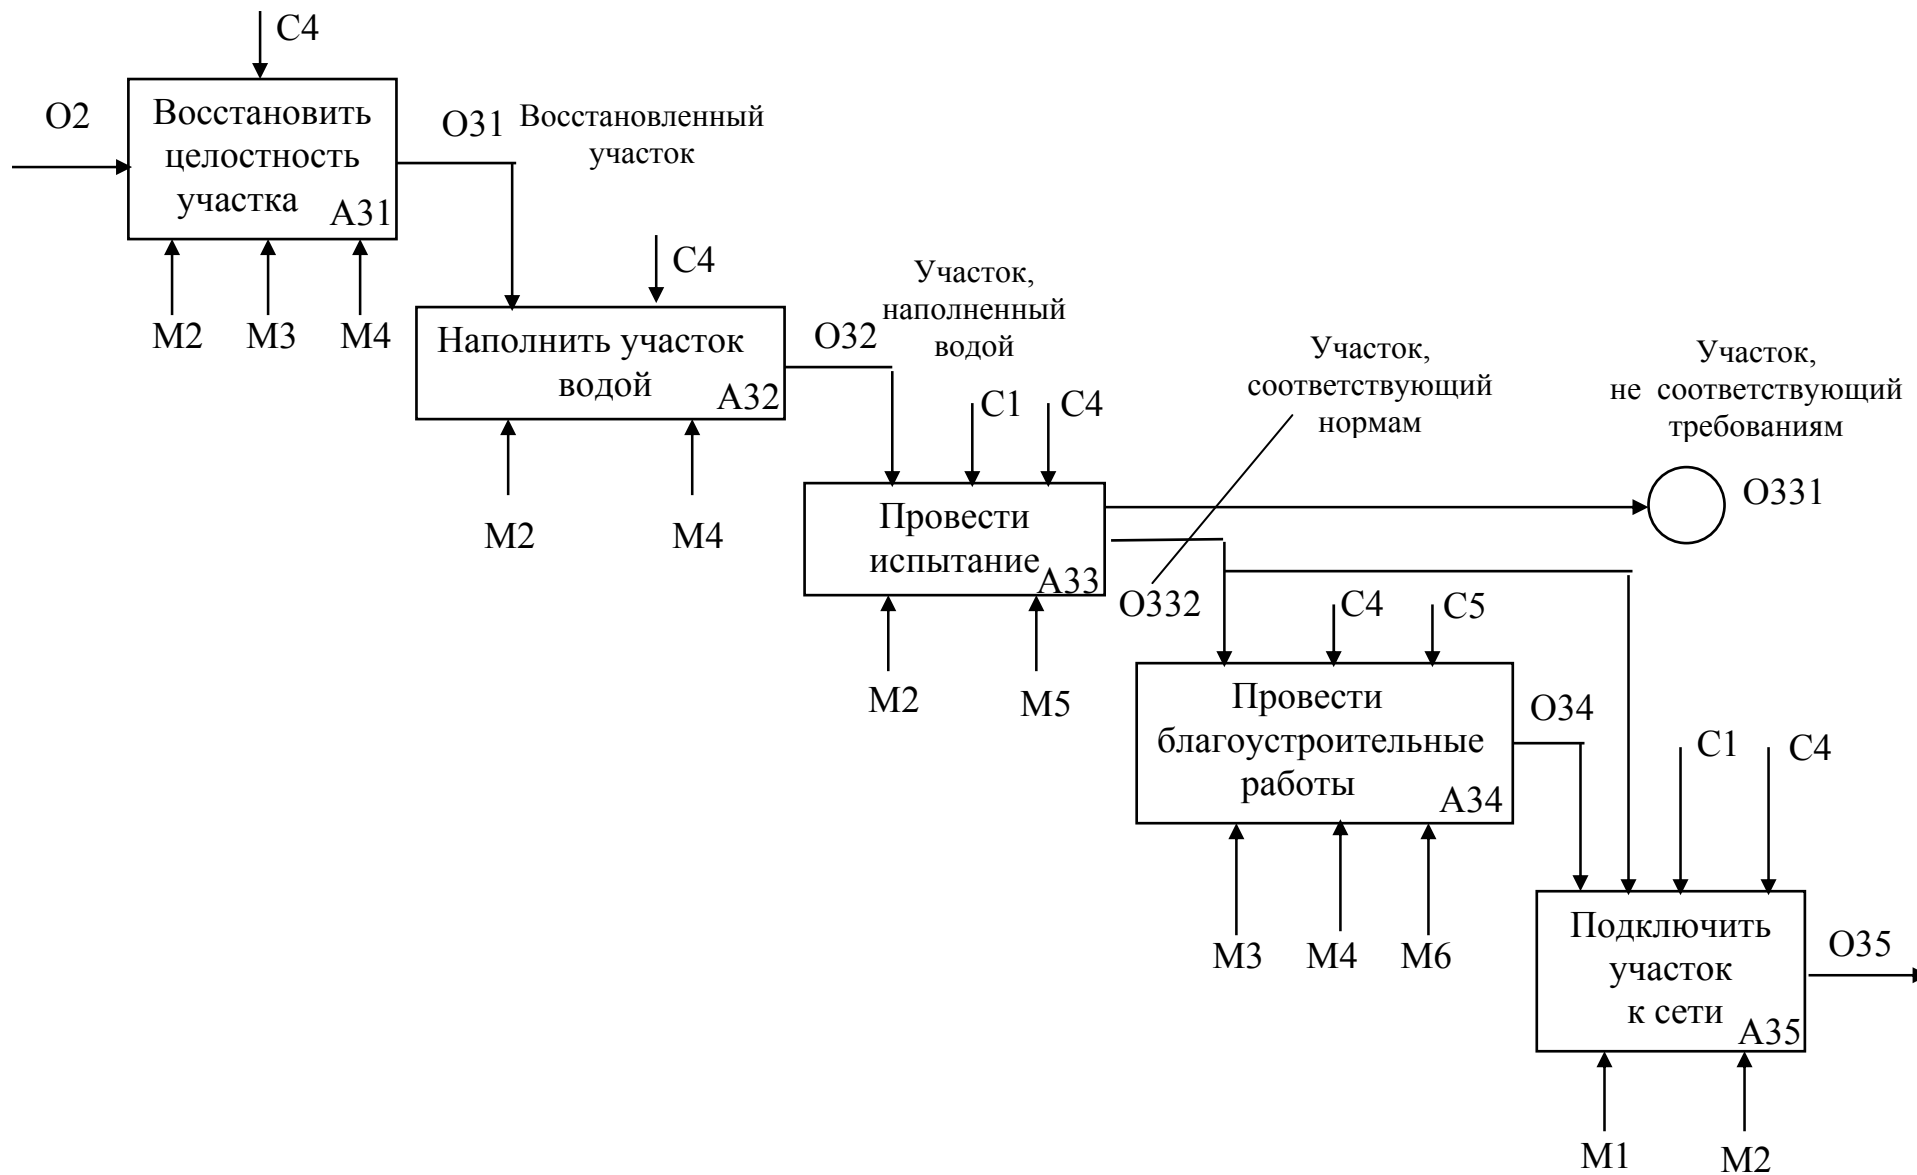 C4
O2
Восстановить
целостность
участка
A31
O31
Восстановленный
участок
M2
M3
M4
C4
Наполнить участок
водой
A32
O32
Участок,
наполненный
водой
M2
M4
C1
C4
Провести
испытание
A33
Участок,
соответствующий
нормам
Участок,
не соответствующий
требованиям
O331
O332
M2
M5
C4
C5
Провести
благоустроительные
работы
A34
O34
M3
M4
M6
C1
C4
Подключить
участок
к сети
A35
O35
M1
M2